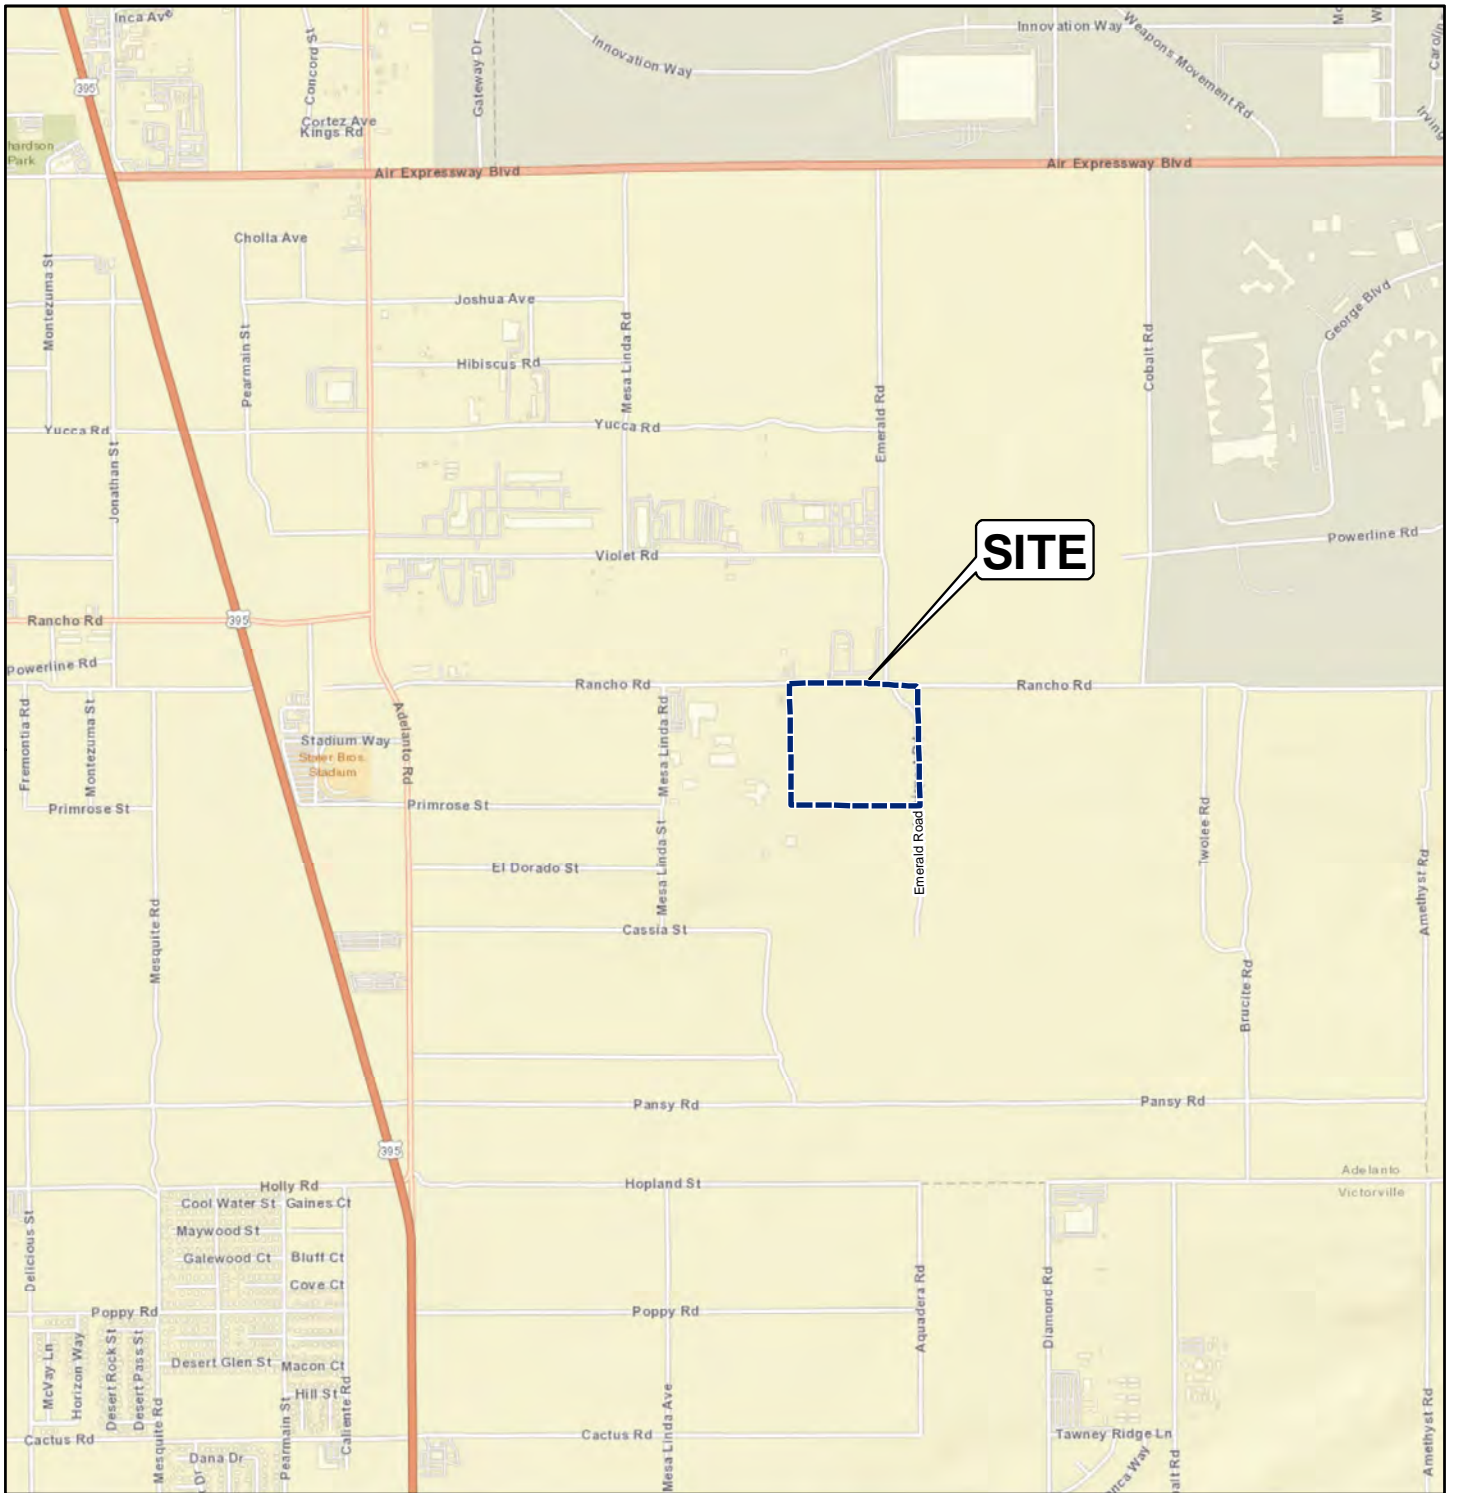 Inca Ave
Concord St
Gateway Dr
Innovation Way
Innovation Way
Weapons Movement Rd
395
Cortez Ave
Kings Rd
hardson
Park
Air Expressway Blvd
Air Expressway Blvd
Cholla Ave
Montezuma St
Joshua Ave
George Blvd
Pearmain St
Mesa Linda Rd
Cobalt Rd
Hibiscus Rd
Emerald Rd
Yucca Rd
Yucca Rd
Jonathan St
SITE
Violet Rd
Powerline Rd
Rancho Rd
395
Powerline Rd
Rancho Rd
Rancho Rd
Fremontia Rd
Montezuma St
Adelanto Rd
Stadium Way
Stater Bros.
Stadium
Mesa Linda Rd
Primrose St
Primrose St
Emerald Road
Twolee Rd
El Dorado St
Mesa Linda St
Amethyst Rd
Mesquite Rd
Cassia St
Brucite Rd
Pansy Rd
Pansy Rd
395
Adelanto
Victorville
Holly Rd
Hopland St
Cool Water St
Gaines Ct
Delicious St
Maywood St
Galewood Ct
Bluff Ct
Cove Ct
Aquadera Rd
Diamond Rd
Poppy Rd
Poppy Rd
McVay Ln
Horizon Way
Desert Rock St
Desert Pass St
Desert Glen St
Macon Ct
Hill St
Caliente Rd
Mesquite Rd
Pearmain St
Mesa Linda Ave
Amethyst Rd
Cactus Rd
Cactus Rd
Tawney Ridge Ln
Dana Dr
Dr
nca Way
alt Rd